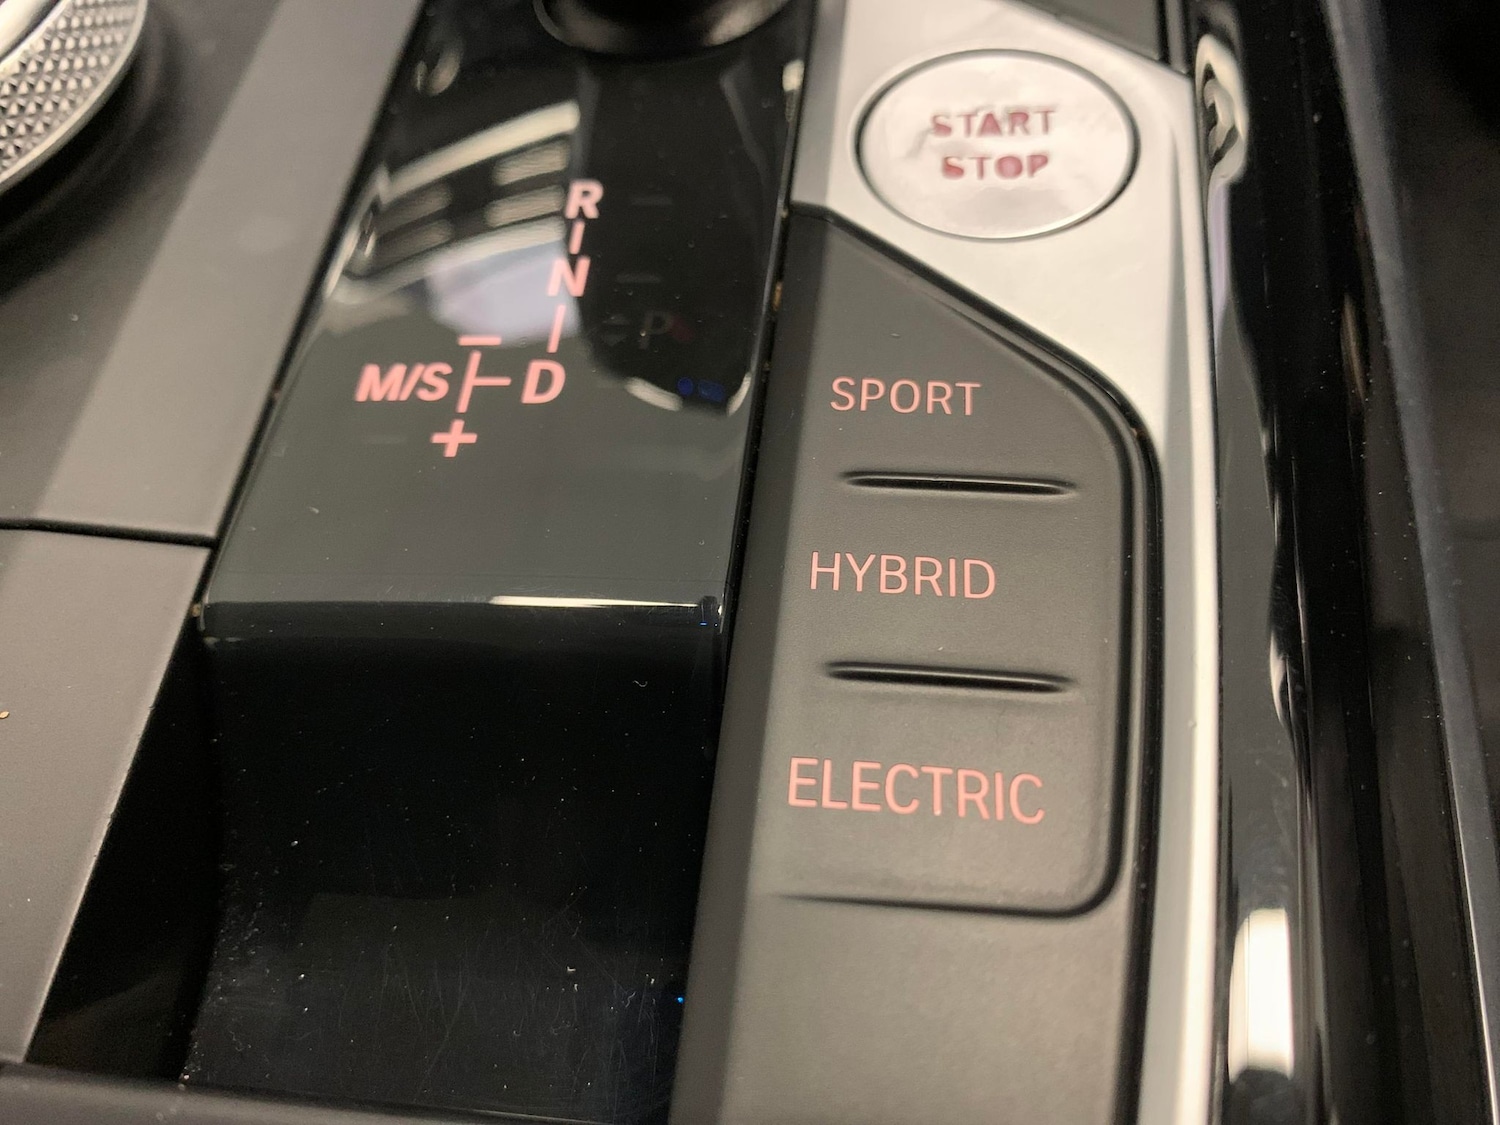 START
STOP
R
N
P
−
M/S D
+
SPORT
HYBRID
ELECTRIC